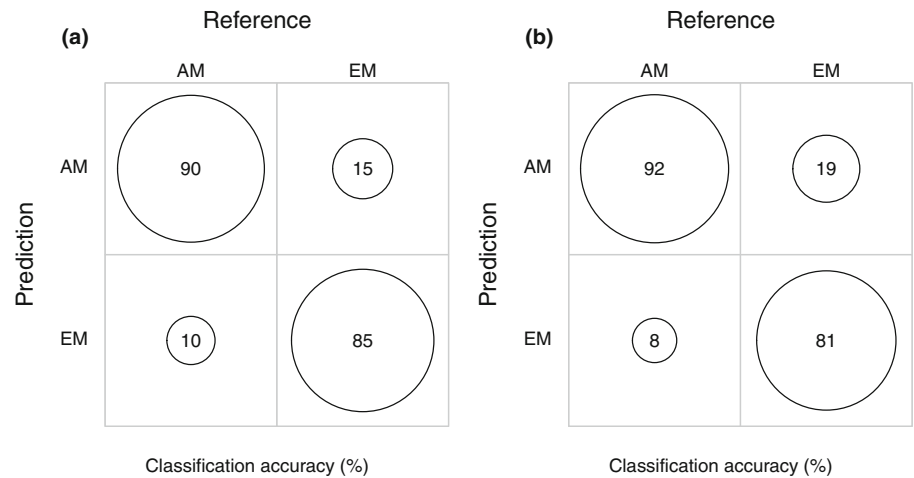 (a)
Reference
AM EM
Prediction
AM 90 15
EM 10 85
Classification accuracy (%)
(b)
Reference
AM EM
Prediction
AM 92 19
EM 8 81
Classification accuracy (%)